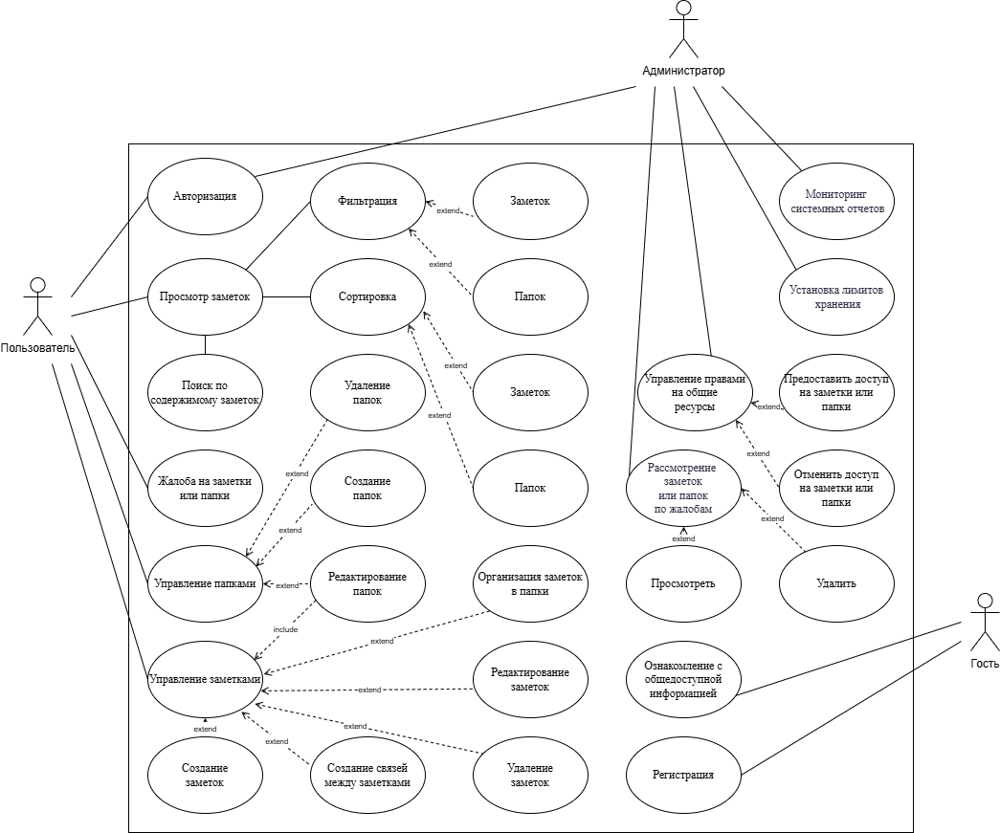 Администратор
Авторизация
Фильтрация
extend
Заметок
Мониторинг
системных отчетов
extend
Пользователь
Просмотр заметок
Сортировка
Папок
Установка лимитов
хранения
extend
Поиск по
содержимому заметок
Удаление
папок
extend
Заметок
Управление правами
на общие
ресурсы
extend
Предоставить доступ
на заметки или
папки
extend
extend
Жалоба на заметки
или папки
Создание
папок
Папок
Рассмотрение
заметок
или папок
по жалобам
Отменить доступ
на заметки или
папки
extend
extend
extend
Управление папками
extend
Редактирование
папок
Организация заметок
в папки
Просмотреть
Удалить
include
extend
Гость
Управление заметками
extend
Редактирование
заметок
Ознакомление с
общедоступной
информацией
extend
extend
extend
Создание
заметок
Создание связей
между заметками
Удаление
заметок
Регистрация